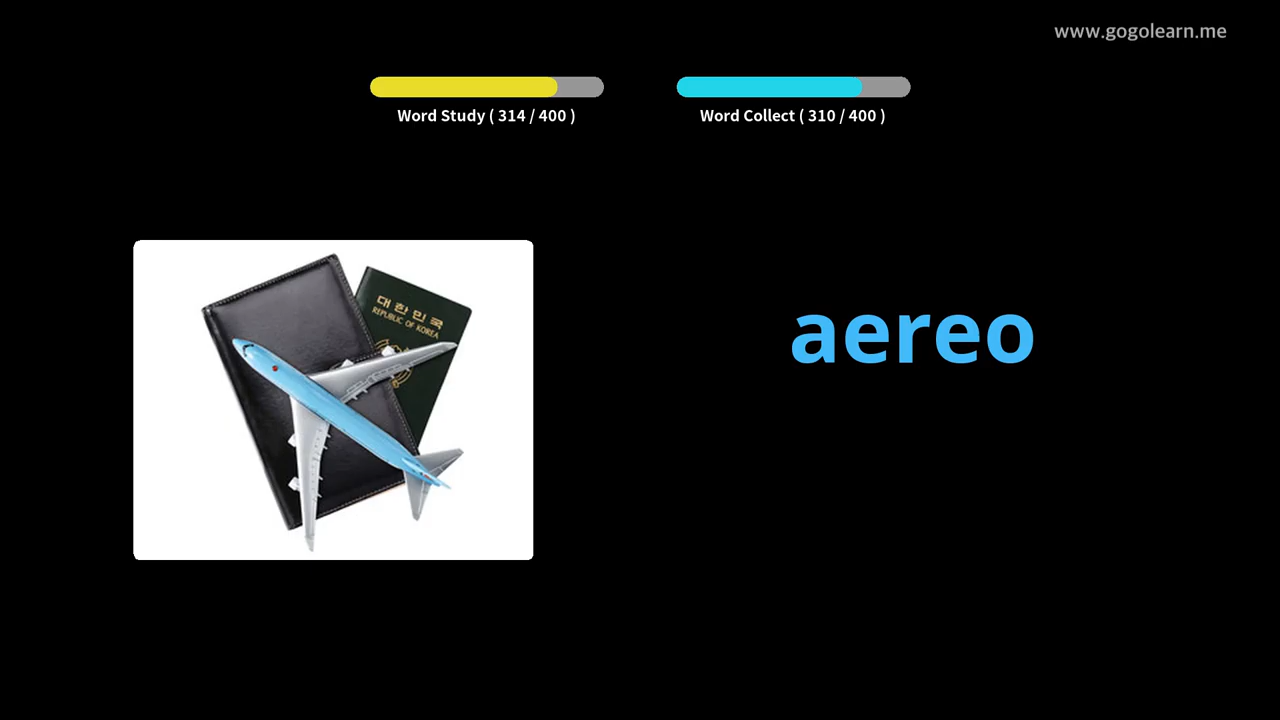 www.gogolearn.me
Word Study ( 314 / 400 )
Word Collect ( 310 / 400 )
대한민국
REPUBLIC OF KOREA
aereo